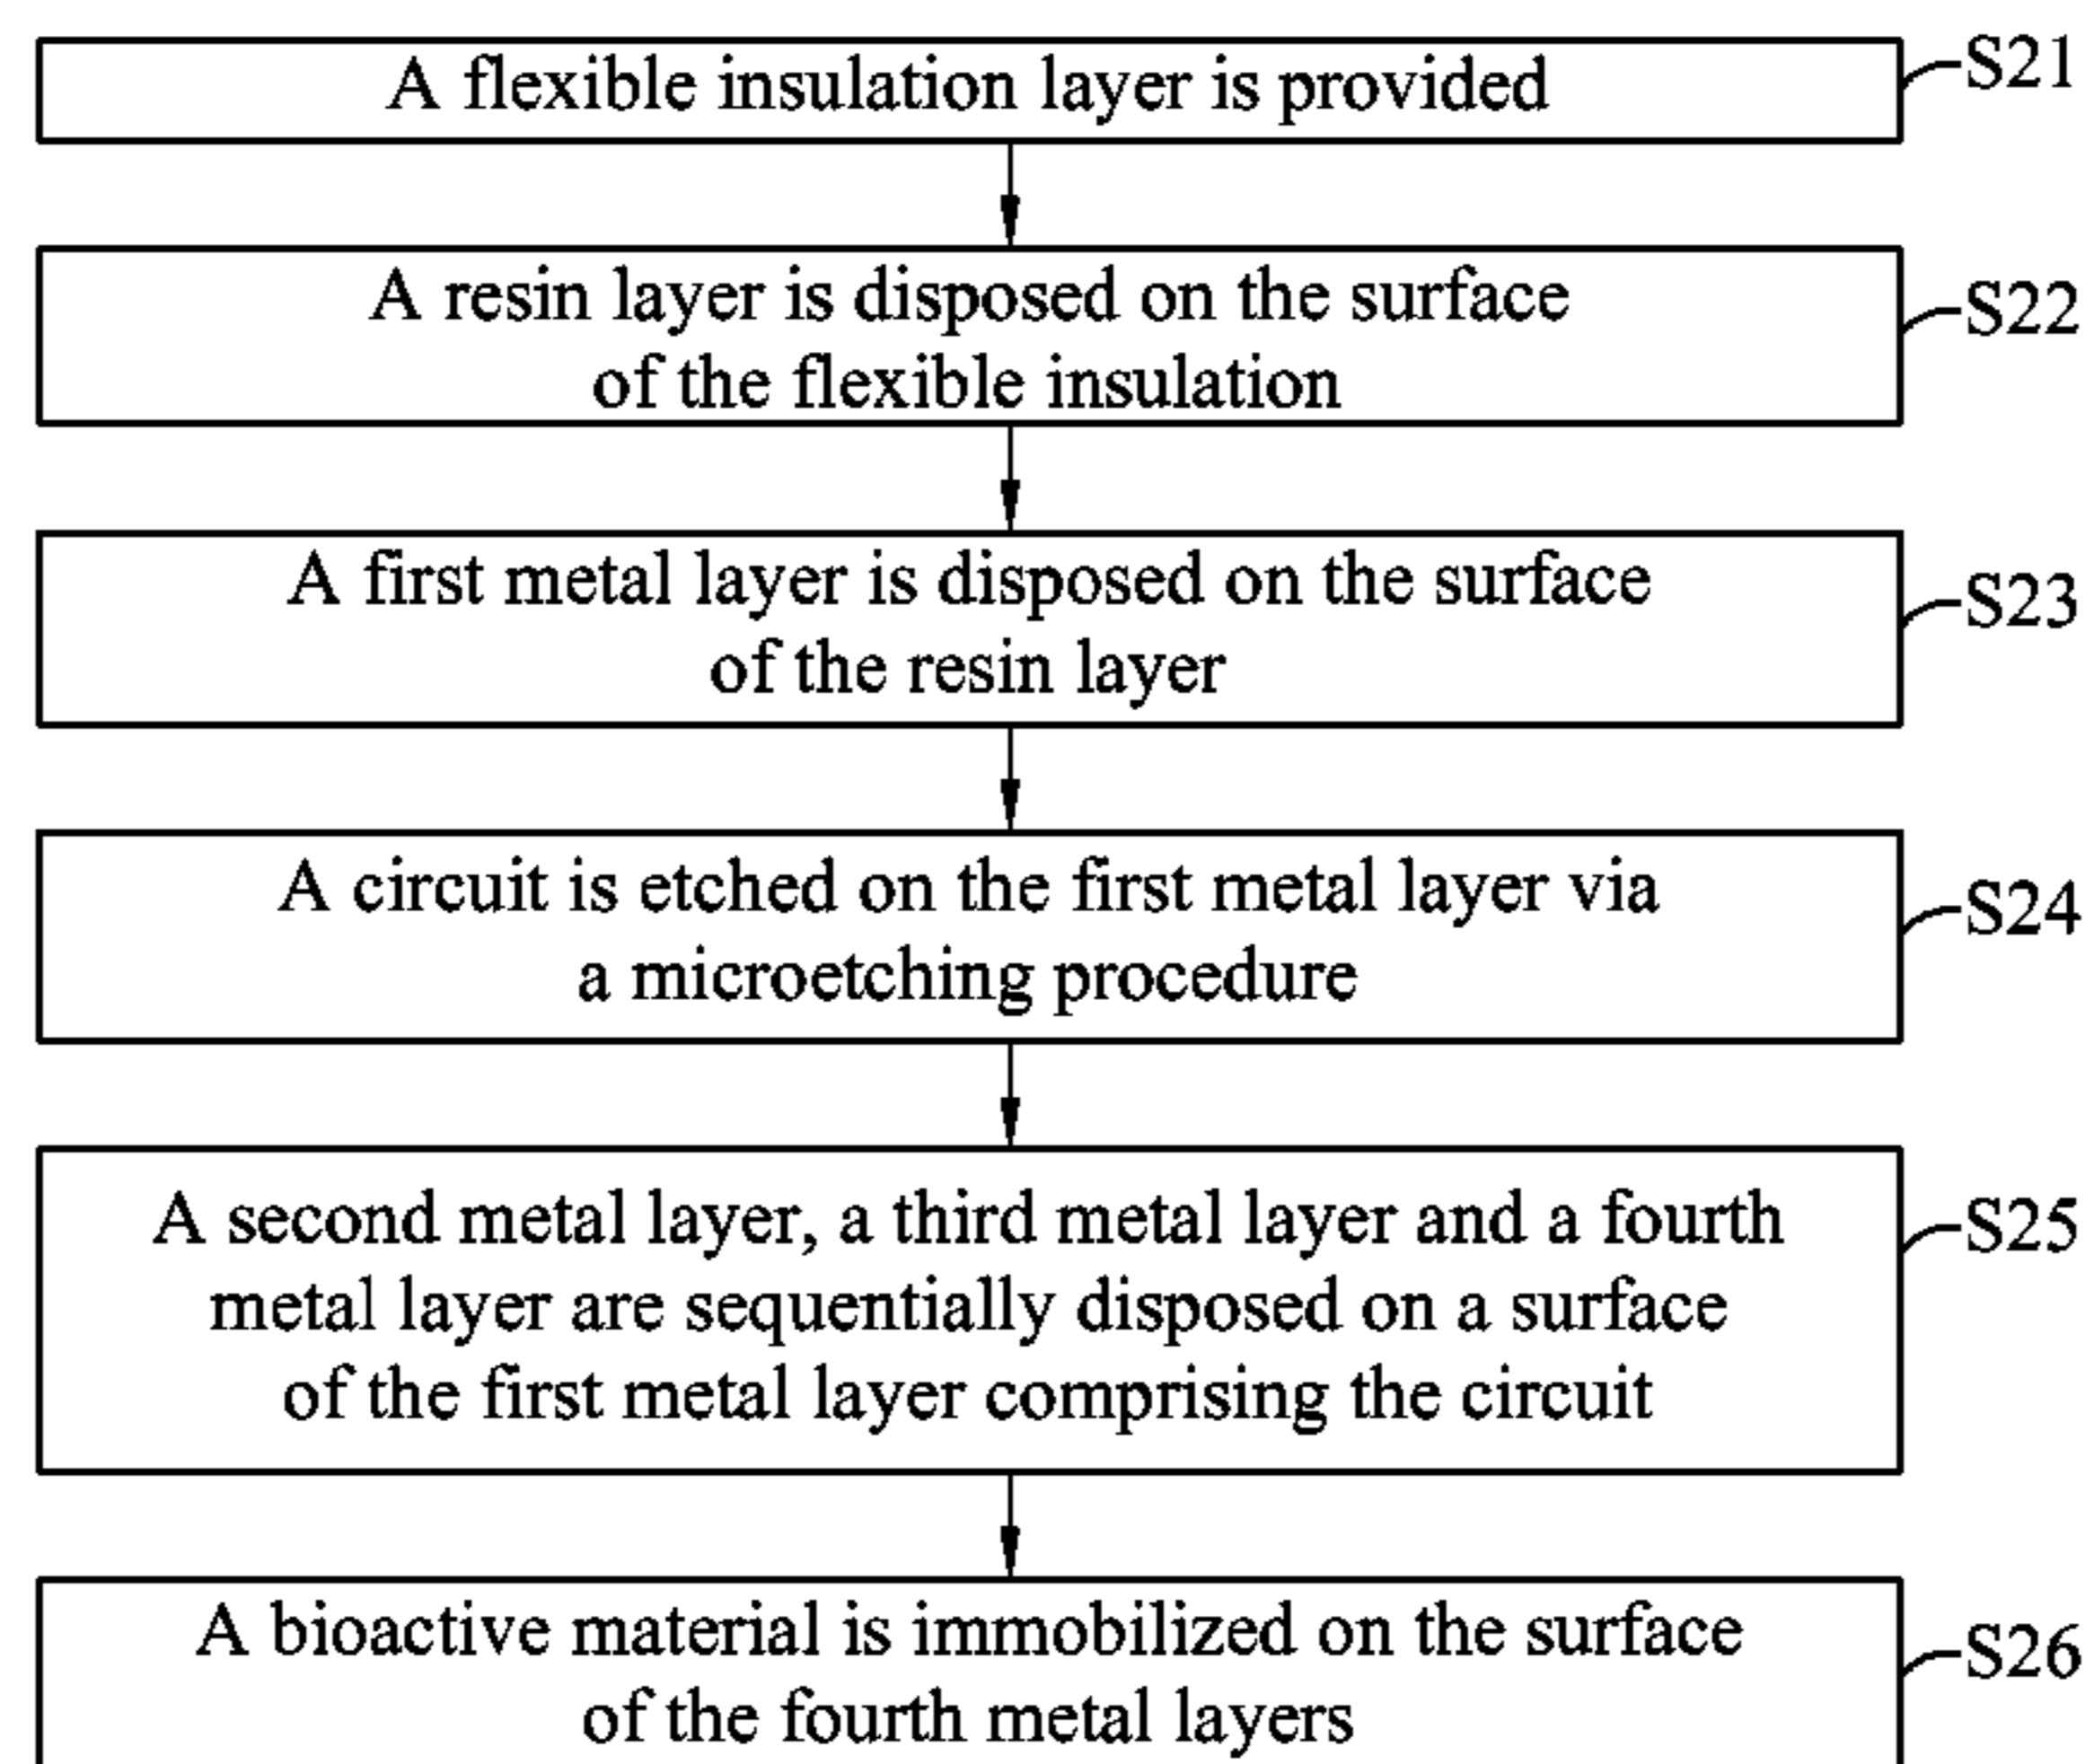 A flexible insulation layer is provided
S21
A resin layer is disposed on the surface
of the flexible insulation
S22
A first metal layer is disposed on the surface
of the resin layer
S23
A circuit is etched on the first metal layer via
a microetching procedure
S24
A second metal layer, a third metal layer and a fourth
metal layer are sequentially disposed on a surface
of the first metal layer comprising the circuit
S25
A bioactive material is immobilized on the surface
of the fourth metal layers
S26